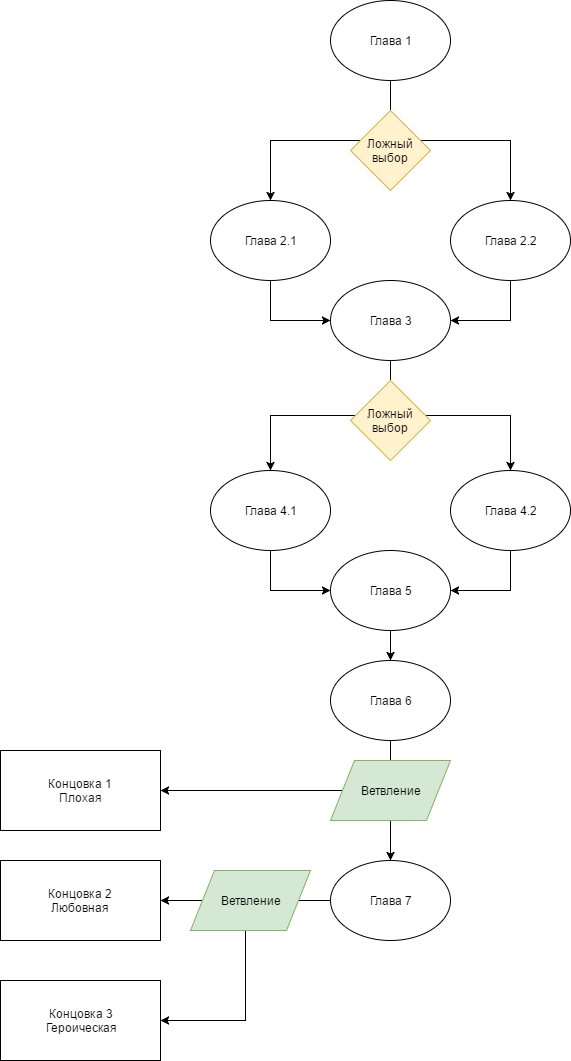 Глава 1
Ложный
выбор
Глава 2.1
Глава 2.2
Глава 3
Ложный
выбор
Глава 4.1
Глава 4.2
Глава 5
Глава 6
Концовка 1
Плохая
Ветвление
Концовка 2
Любовная
Ветвление
Глава 7
Концовка 3
Героическая